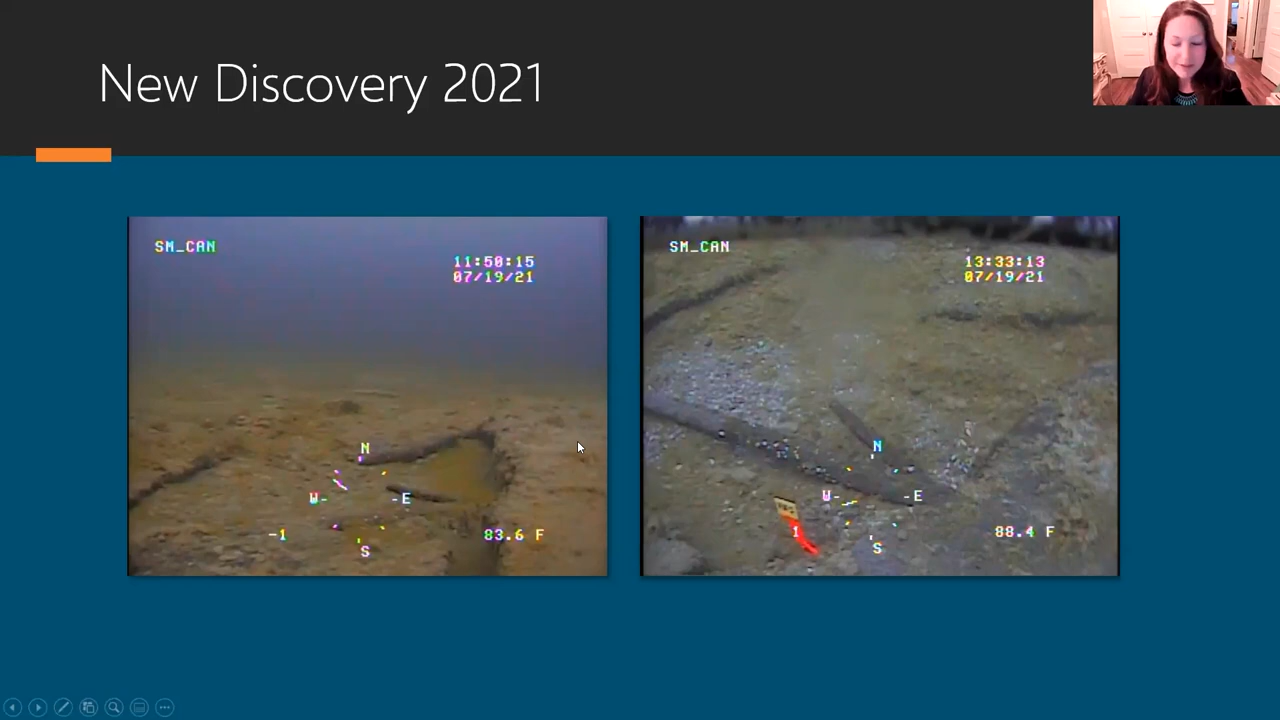 New Discovery 2021
SM_CAN
11:50:15
07/19/21
N
W- -E
-1
83.6 F
S
SM_CAN
13:33:13
07/19/21
N
W- -E
1
88.4 F
S